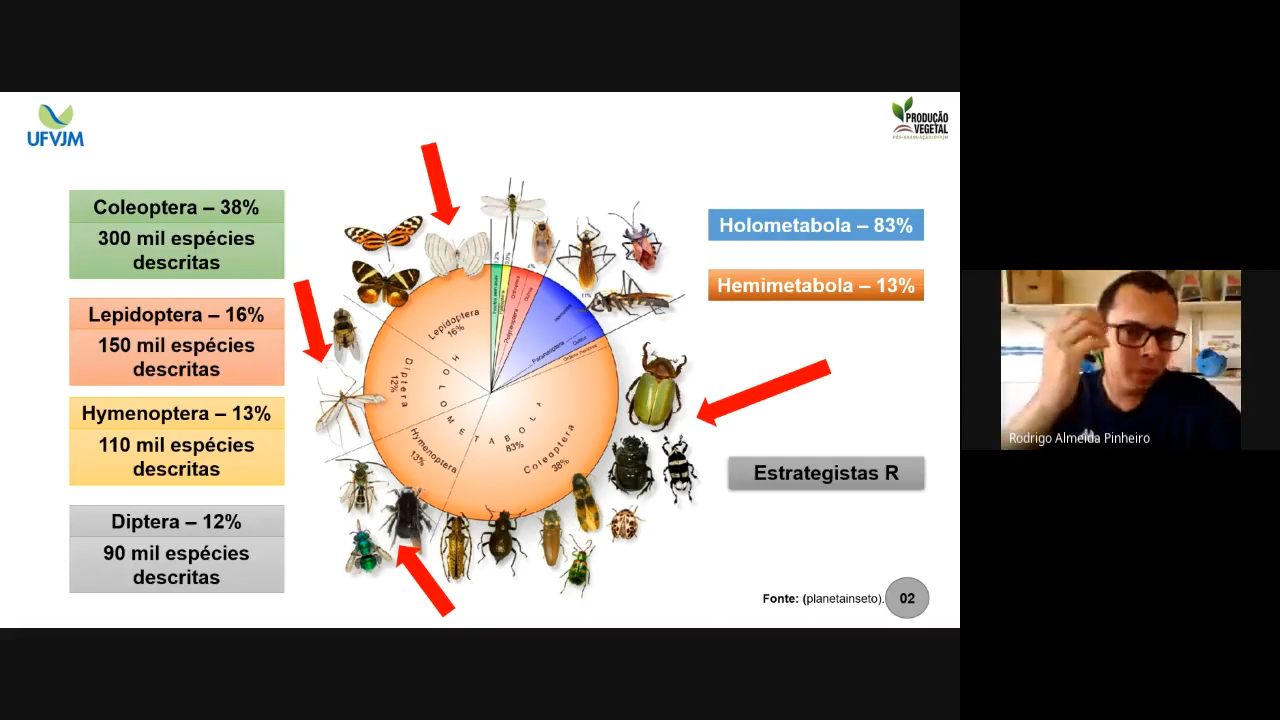 UFVJM
PRODUÇÃO
VEGETAL
Coleoptera – 38%
300 mil espécies
descritas
Lepidoptera – 16%
150 mil espécies
descritas
Hymenoptera – 13%
110 mil espécies
descritas
Diptera – 12%
90 mil espécies
descritas
Lepidoptera
16%
Diptera
12%
Hymenoptera
13%
HOLOMETABOLA
83%
Coleoptera
38%
Holometabola – 83%
Hemimetabola – 13%
Estrategistas R
Fonte: (planetainseto).
02
Rodrigo Almeida Pinheiro